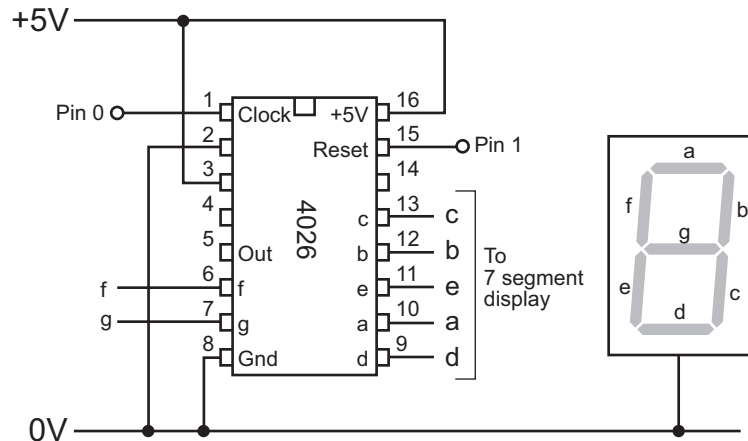 +5V
Pin 0
1
2
3
4
5
6
7
8
Clock
+5V
Reset
Out
f
g
Gnd
4026
c
b
e
a
d
16
15
14
13
12
11
10
9
Pin 1
c
b
e
a
d
To
7 segment
display
f
g
0V
a
f
b
g
e
c
d